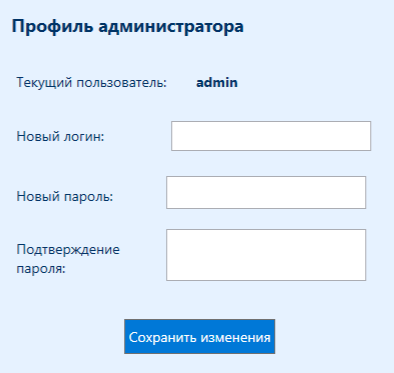 Профиль администратора
Текущий пользователь: admin
Новый логин:
Новый пароль:
Подтверждение
пароля:
Сохранить изменения